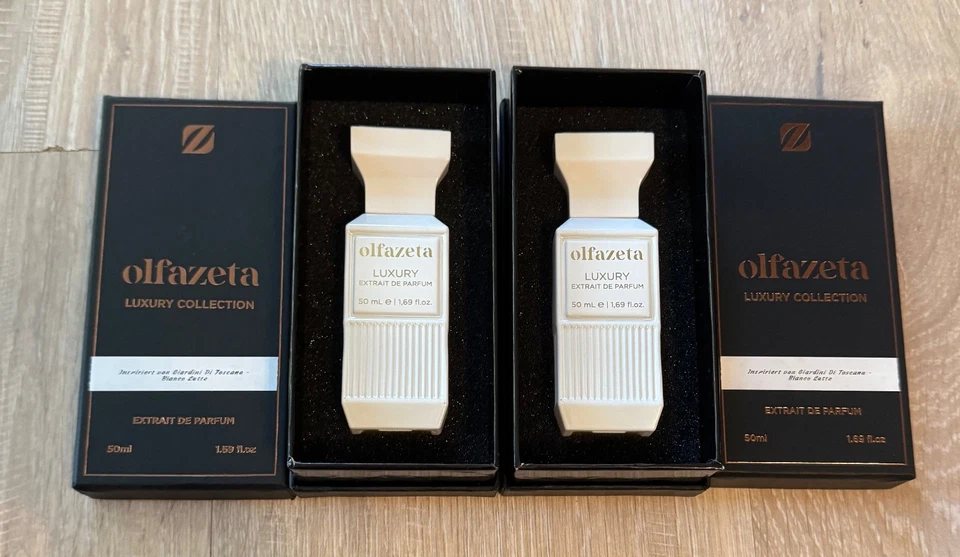 olfazeta
LUXURY COLLECTION
Inspiriert von Giardini Di Toscana -
Bianco Latte
EXTRAIT DE PARFUM
50ml 1.69 fl.oz
olfazeta
LUXURY
EXTRAIT DE PARFUM
50 mL e | 1,69 fl.oz.
olfazeta
LUXURY
EXTRAIT DE PARFUM
50 mL e | 1,69 fl.oz.
olfazeta
LUXURY COLLECTION
Inspiriert von Giardini Di Toscana -
Bianco Latte
EXTRAIT DE PARFUM
50ml 1.69 fl.oz